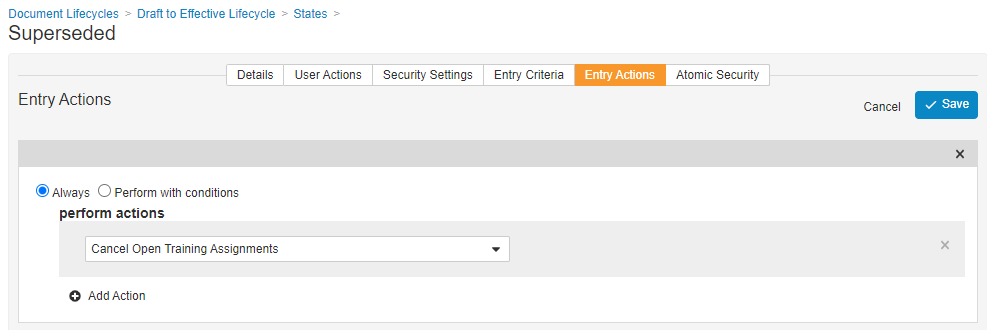 Document Lifecycles > Draft to Effective Lifecycle > States >
Superseded
Details User Actions Security Settings Entry Criteria Entry Actions Atomic Security
Entry Actions
Cancel Save
Always Perform with conditions
perform actions
Cancel Open Training Assignments
Add Action